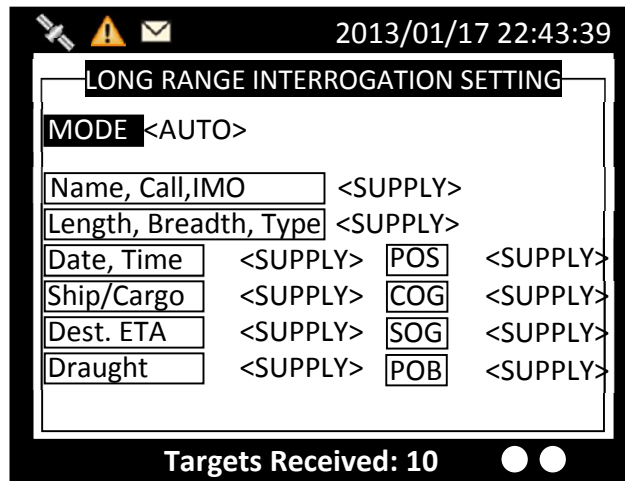 2013/01/17 22:43:39
LONG RANGE INTERROGATION SETTING
MODE <AUTO>
Name, Call,IMO <SUPPLY>
Length, Breadth, Type <SUPPLY>
Date, Time <SUPPLY> POS <SUPPLY>
Ship/Cargo <SUPPLY> COG <SUPPLY>
Dest. ETA <SUPPLY> SOG <SUPPLY>
Draught <SUPPLY> POB <SUPPLY>
Targets Received: 10